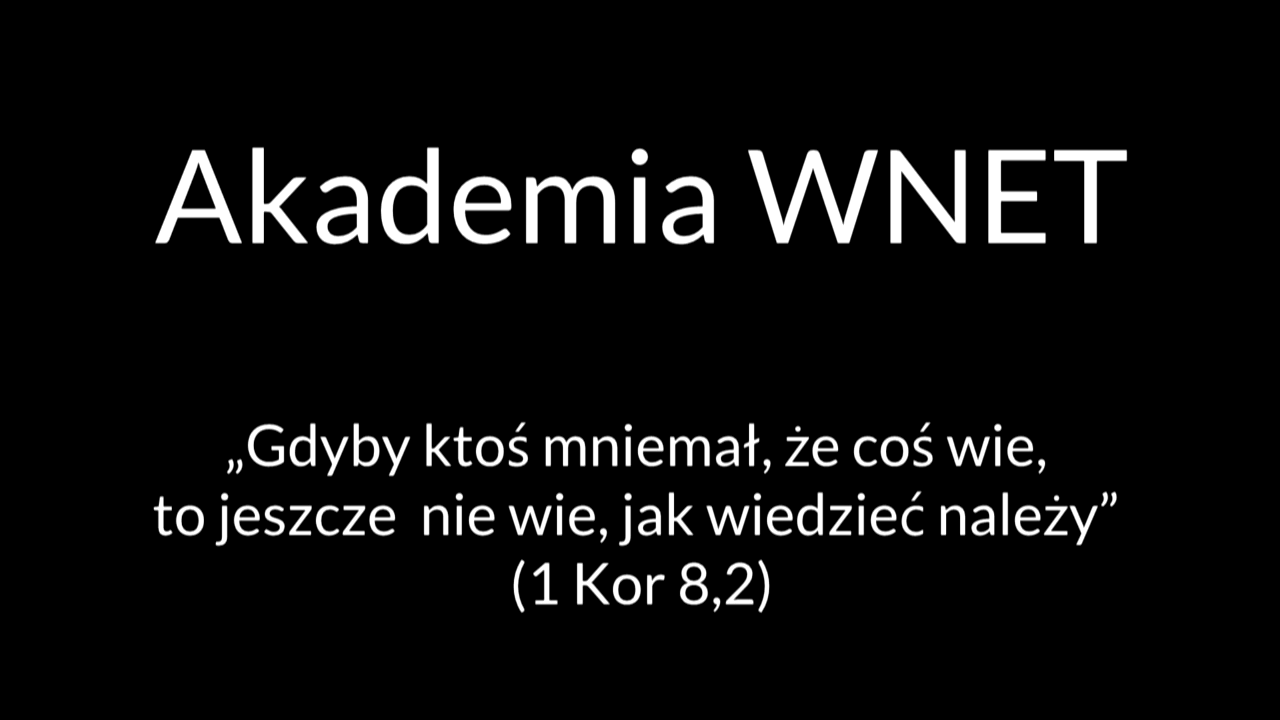 Akademia WNET
„Gdyby ktoś mniemał, że coś wie,
to jeszcze  nie wie, jak wiedzieć należy”
(1 Kor 8,2)